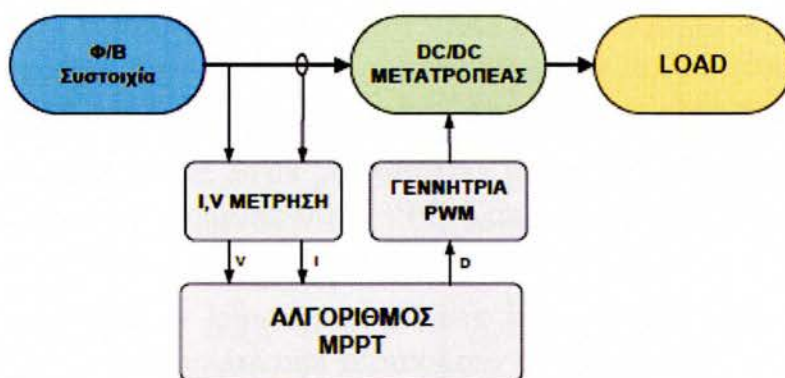 Φ/Β
Συστοιχία
DC/DC
ΜΕΤΑΤΡΟΠΕΑΣ
LOAD
Ι,V ΜΕΤΡΗΣΗ
ΓΕΝΝΗΤΡΙΑ
PWM
V
I
D
ΑΛΓΟΡΙΘΜΟΣ
MPPT